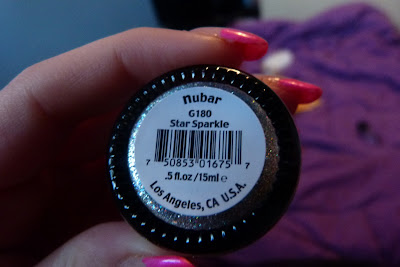 nubar
G180
Star Sparkle
7 50853 01675 7
.5 fl.oz/15ml ℮
Los Angeles, CA U.S.A.